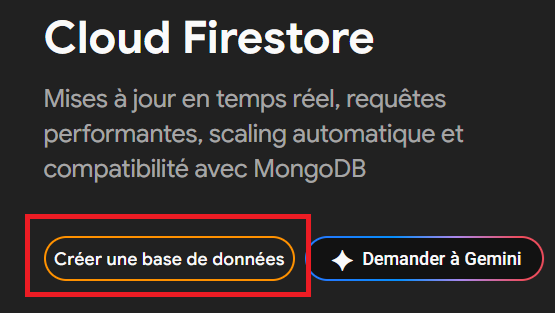 Cloud Firestore
Mises à jour en temps réel, requêtes
performantes, scaling automatique et
compatibilité avec MongoDB
Créer une base de données
Demander à Gemini